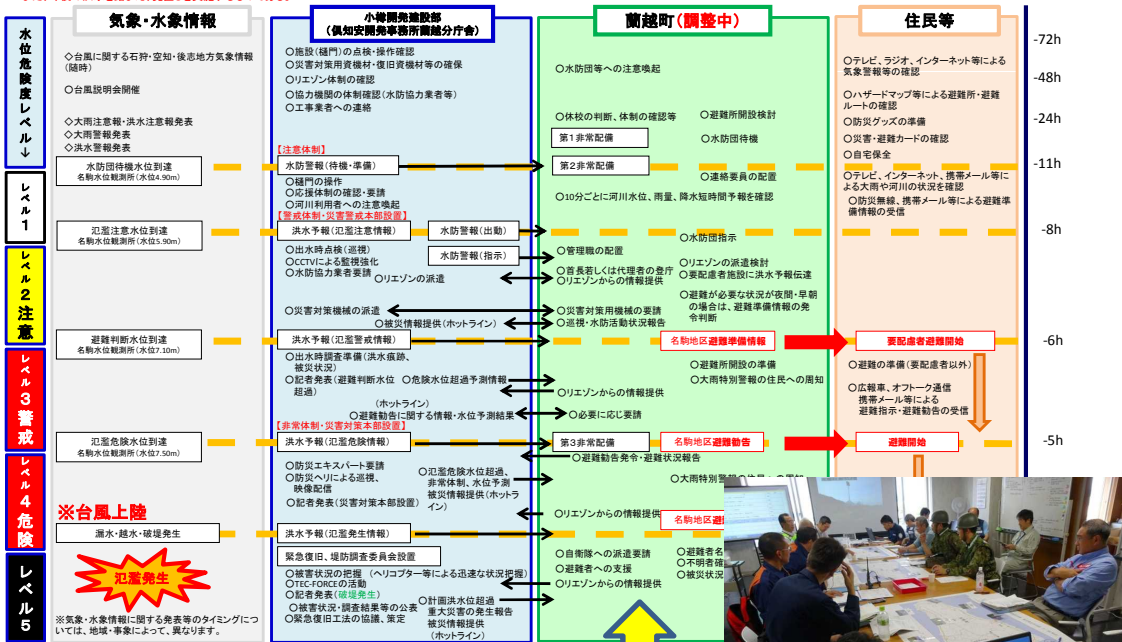 気象・水象情報
小樽開発建設部
(倶知安開発事務所蘭越分庁舎)
蘭越町(調整中)
住民等
水位危険度レベル↓
レベル1
レベル2注意
レベル3警戒
レベル4危険
レベル5
◇台風に関する石狩・空知・後志地方気象情報
(随時)
○台風説明会開催
◇大雨注意報・洪水注意報発表
◇大雨警報発表
◇洪水警報発表
水防団待機水位到達
名駒水位観測所(水位4.90m)
氾濫注意水位到達
名駒水位観測所(水位5.90m)
避難判断水位到達
名駒水位観測所(水位7.10m)
氾濫危険水位到達
名駒水位観測所(水位7.50m)
※台風上陸
漏水・越水・破堤発生
氾濫発生
※気象・水象情報に関する発表等のタイミングについ
ては、地域・事象によって、異なります。
○施設(樋門)の点検・操作確認
○災害対策用資機材・復旧資機材等の確保
○リエゾン体制の確認
○協力機関の体制確認(水防協力業者等)
○工事業者への連絡
【注意体制】
水防警報(待機・準備)
○樋門の操作
○応援体制の確認・要請
○河川利用者への注意喚起
【警戒体制・災害警戒本部設置】
洪水予報(氾濫注意情報)
水防警報(出動)
○出水時点検(巡視)
○CCTVによる監視強化
○水防協力業者要請
水防警報(指示)
○リエゾンの派遣
○災害対策機械の派遣
○被災情報提供(ホットライン)
洪水予報(氾濫警戒情報)
○出水時調査準備(洪水痕跡、
被災状況)
○記者発表(避難判断水位
超過)
○危険水位超過予測情報
(ホットライン)
○避難勧告に関する情報・水位予測結果
【非常体制・災害対策本部設置】
洪水予報(氾濫危険情報)
○防災エキスパート要請
○防災ヘリによる巡視、
映像配信
○記者発表(災害対策本部設置)
○氾濫危険水位超過、
非常体制、水位予測
被災情報提供(ホットラ
イン)
洪水予報(氾濫発生情報)
緊急復旧、堤防調査委員会設置
○被害状況の把握(ヘリコプター等による迅速な状況把握)
○TEC-FORCEの活動
○記者発表(破堤発生)
○被害状況・調査結果等の公表
○緊急復旧工法の協議、策定
○計画洪水位超過
重大災害の発生報告
被災情報提供
(ホットライン)
○水防団等への注意喚起
○休校の判断、体制の確認等
○避難所開設検討
第1非常配備
○水防団待機
第2非常配備
○連絡要員の配置
○10分ごとに河川水位、雨量、降水短時間予報を確認
○水防団指示
○管理職の配置
○首長若しくは代理者の登庁
○リエゾンからの情報提供
○リエゾンの派遣検討
○要配慮者施設に洪水予報伝達
○災害対策用機械の要請
○巡視・水防活動状況報告
○避難が必要な状況が夜間・早朝
の場合は、避難準備情報の発
令判断
名駒地区避難準備情報
○避難所開設の準備
○大雨特別警報の住民への周知
○リエゾンからの情報提供
○必要に応じ要請
第3非常配備
名駒地区避難勧告
○避難勧告発令・避難状況報告
○リエゾンからの情報提供
名駒地区避
○自衛隊への派遣要請
○避難者への支援
○リエゾンからの情報提供
○避難者名
○不明者確
○被災状況
○テレビ、ラジオ、インターネット等による
気象警報等の確認
○ハザードマップ等による避難所・避難
ルートの確認
○防災グッズの準備
○災害・避難カードの確認
○自宅保全
○テレビ、インターネット、携帯メール等によ
る大雨や河川の状況を確認
○防災無線、携帯メール等による避難準
備情報の受信
要配慮者避難開始
○避難の準備(要配慮者以外)
○広報車、オフトーク通信
携帯メール等による
避難指示・避難勧告の受信
避難開始
-72h
-48h
-24h
-11h
-8h
-6h
-5h